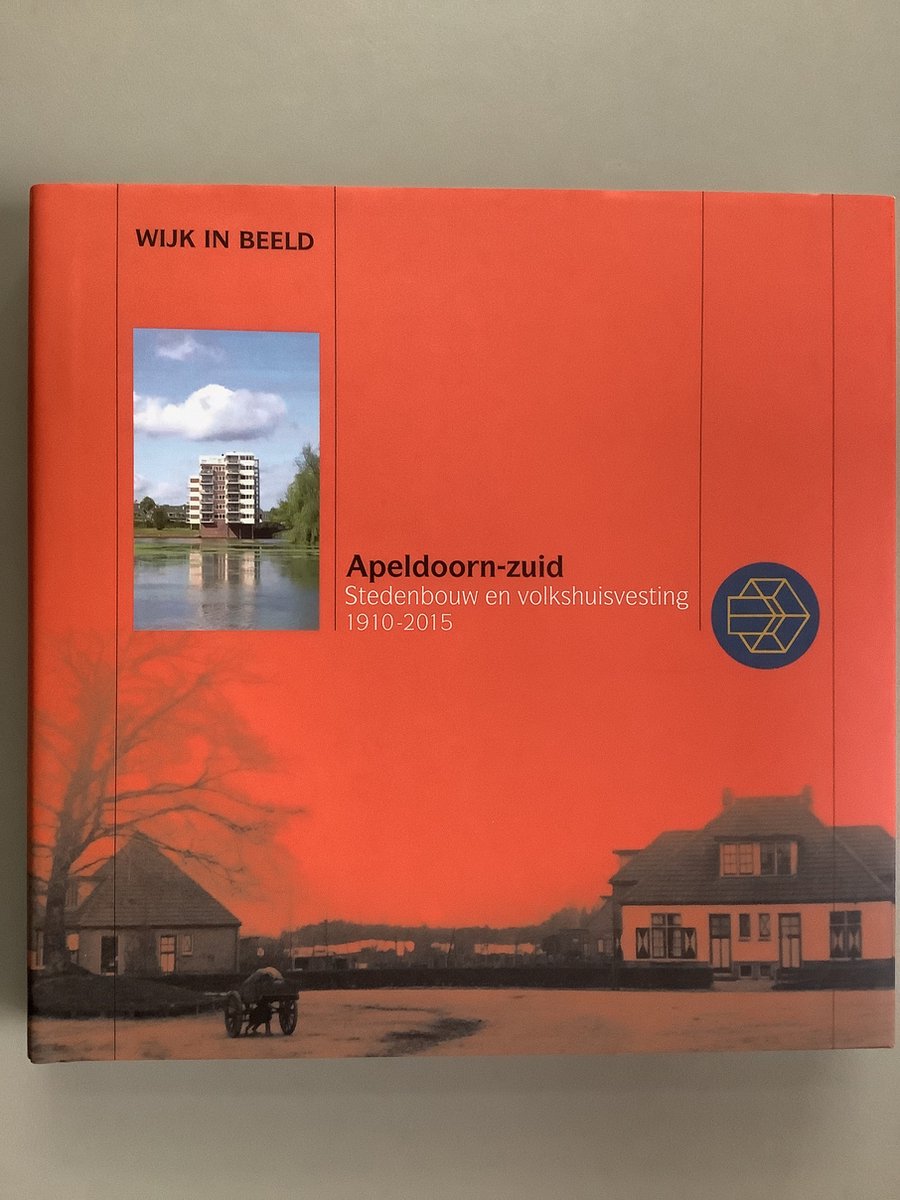 WIJK IN BEELD
Apeldoorn-zuid
Stedenbouw en volkshuisvesting
1910-2015